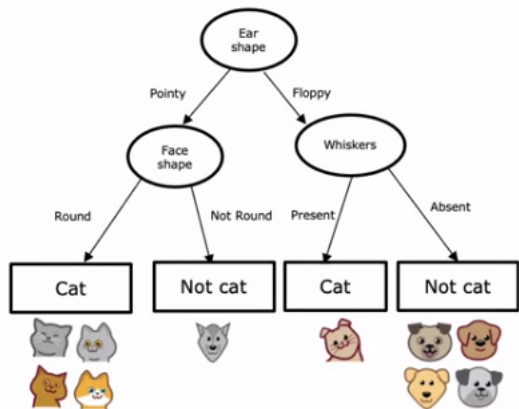 Ear
shape
Pointy
Floppy
Face
shape
Whiskers
Round
Not Round
Present
Absent
Cat
Not cat
Cat
Not cat